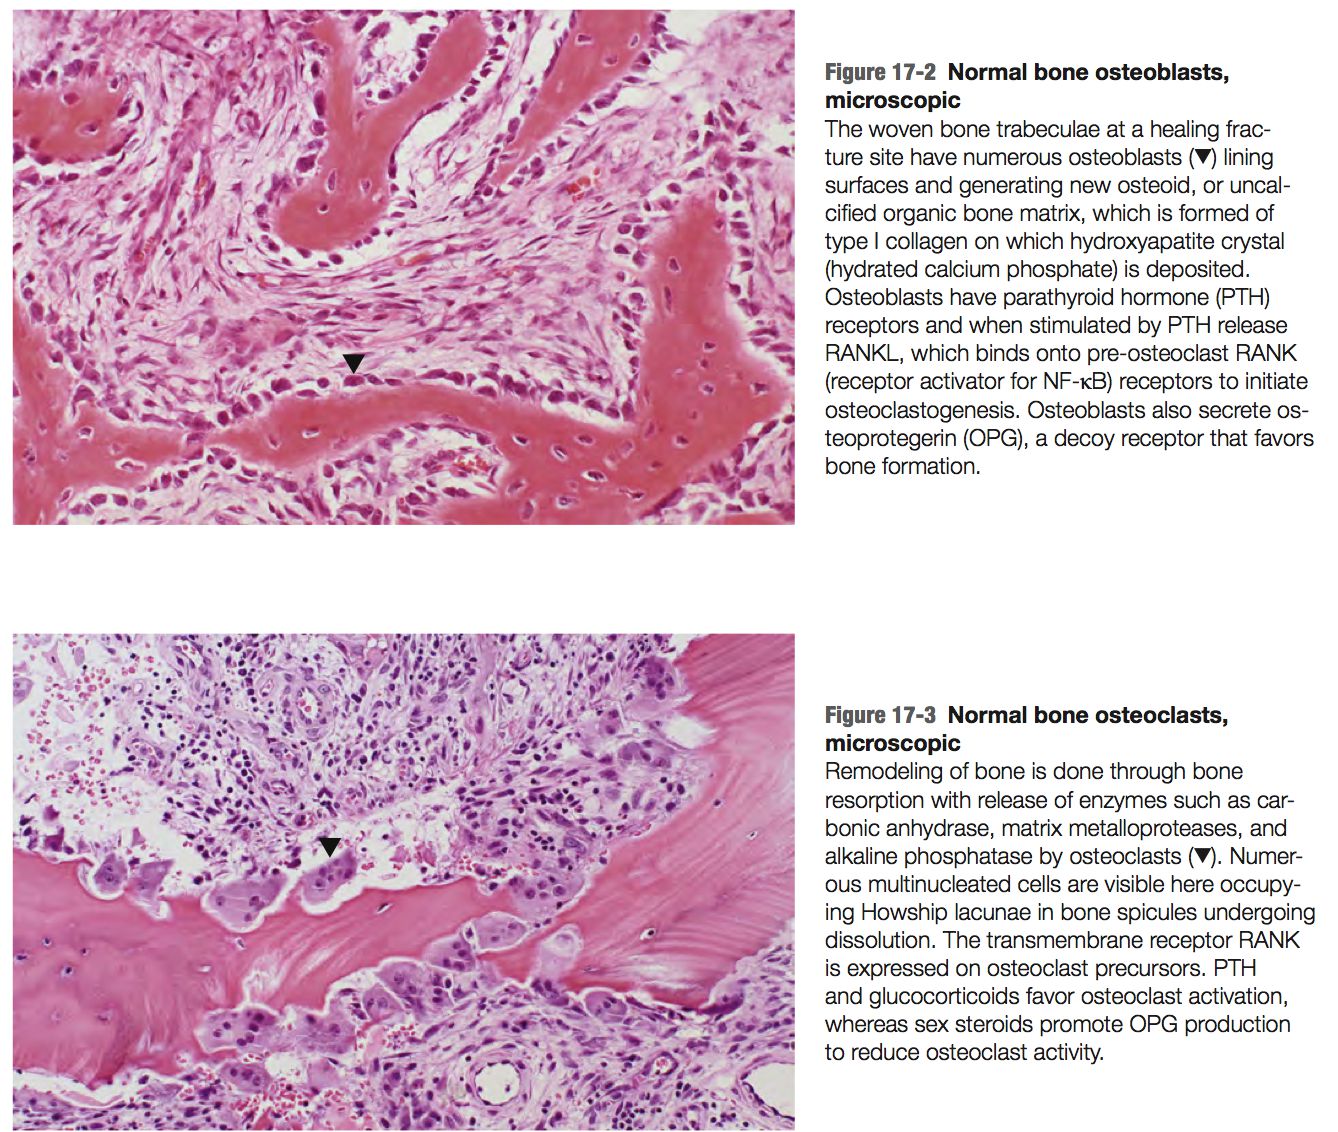 Figure 17-2 Normal bone osteoblasts,
microscopic
The woven bone trabeculae at a healing frac-
ture site have numerous osteoblasts (▼) lining
surfaces and generating new osteoid, or uncal-
cified organic bone matrix, which is formed of
type I collagen on which hydroxyapatite crystal
(hydrated calcium phosphate) is deposited.
Osteoblasts have parathyroid hormone (PTH)
receptors and when stimulated by PTH release
RANKL, which binds onto pre-osteoclast RANK
(receptor activator for NF-κB) receptors to initiate
osteoclastogenesis. Osteoblasts also secrete os-
teoprotegerin (OPG), a decoy receptor that favors
bone formation.
Figure 17-3 Normal bone osteoclasts,
microscopic
Remodeling of bone is done through bone
resorption with release of enzymes such as car-
bonic anhydrase, matrix metalloproteases, and
alkaline phosphatase by osteoclasts (▼). Numer-
ous multinucleated cells are visible here occupy-
ing Howship lacunae in bone spicules undergoing
dissolution. The transmembrane receptor RANK
is expressed on osteoclast precursors. PTH
and glucocorticoids favor osteoclast activation,
whereas sex steroids promote OPG production
to reduce osteoclast activity.